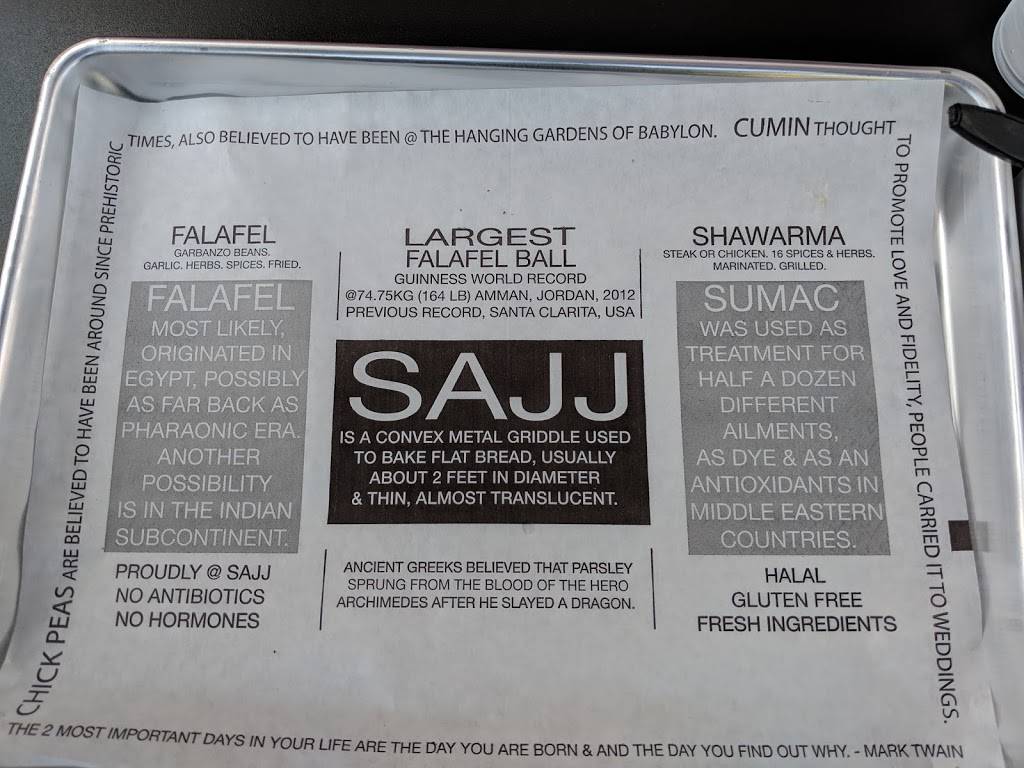 CHICK PEAS ARE BELIEVED TO HAVE BEEN AROUND SINCE PREHISTORIC
TIMES, ALSO BELIEVED TO HAVE BEEN @ THE HANGING GARDENS OF BABYLON. CUMIN THOUGHT
TO PROMOTE LOVE AND FIDELITY, PEOPLE CARRIED IT TO WEDDINGS.
FALAFEL
GARBANZO BEANS.
GARLIC. HERBS. SPICES. FRIED.
FALAFEL
MOST LIKELY,
ORIGINATED IN
EGYPT, POSSIBLY
AS FAR BACK AS
PHARAONIC ERA.
ANOTHER
POSSIBILITY
IS IN THE INDIAN
SUBCONTINENT.
PROUDLY @ SAJJ
NO ANTIBIOTICS
NO HORMONES
LARGEST
FALAFEL BALL
GUINNESS WORLD RECORD
@74.75KG (164 LB) AMMAN, JORDAN, 2012
PREVIOUS RECORD, SANTA CLARITA, USA
SAJJ
IS A CONVEX METAL GRIDDLE USED
TO BAKE FLAT BREAD, USUALLY
ABOUT 2 FEET IN DIAMETER
& THIN, ALMOST TRANSLUCENT.
ANCIENT GREEKS BELIEVED THAT PARSLEY
SPRUNG FROM THE BLOOD OF THE HERO
ARCHIMEDES AFTER HE SLAYED A DRAGON.
SHAWARMA
STEAK OR CHICKEN. 16 SPICES & HERBS.
MARINATED. GRILLED.
SUMAC
WAS USED AS
TREATMENT FOR
HALF A DOZEN
DIFFERENT
AILMENTS,
AS DYE & AS AN
ANTIOXIDANTS IN
MIDDLE EASTERN
COUNTRIES.
HALAL
GLUTEN FREE
FRESH INGREDIENTS
THE 2 MOST IMPORTANT DAYS IN YOUR LIFE ARE THE DAY YOU ARE BORN & AND THE DAY YOU FIND OUT WHY. - MARK TWAIN